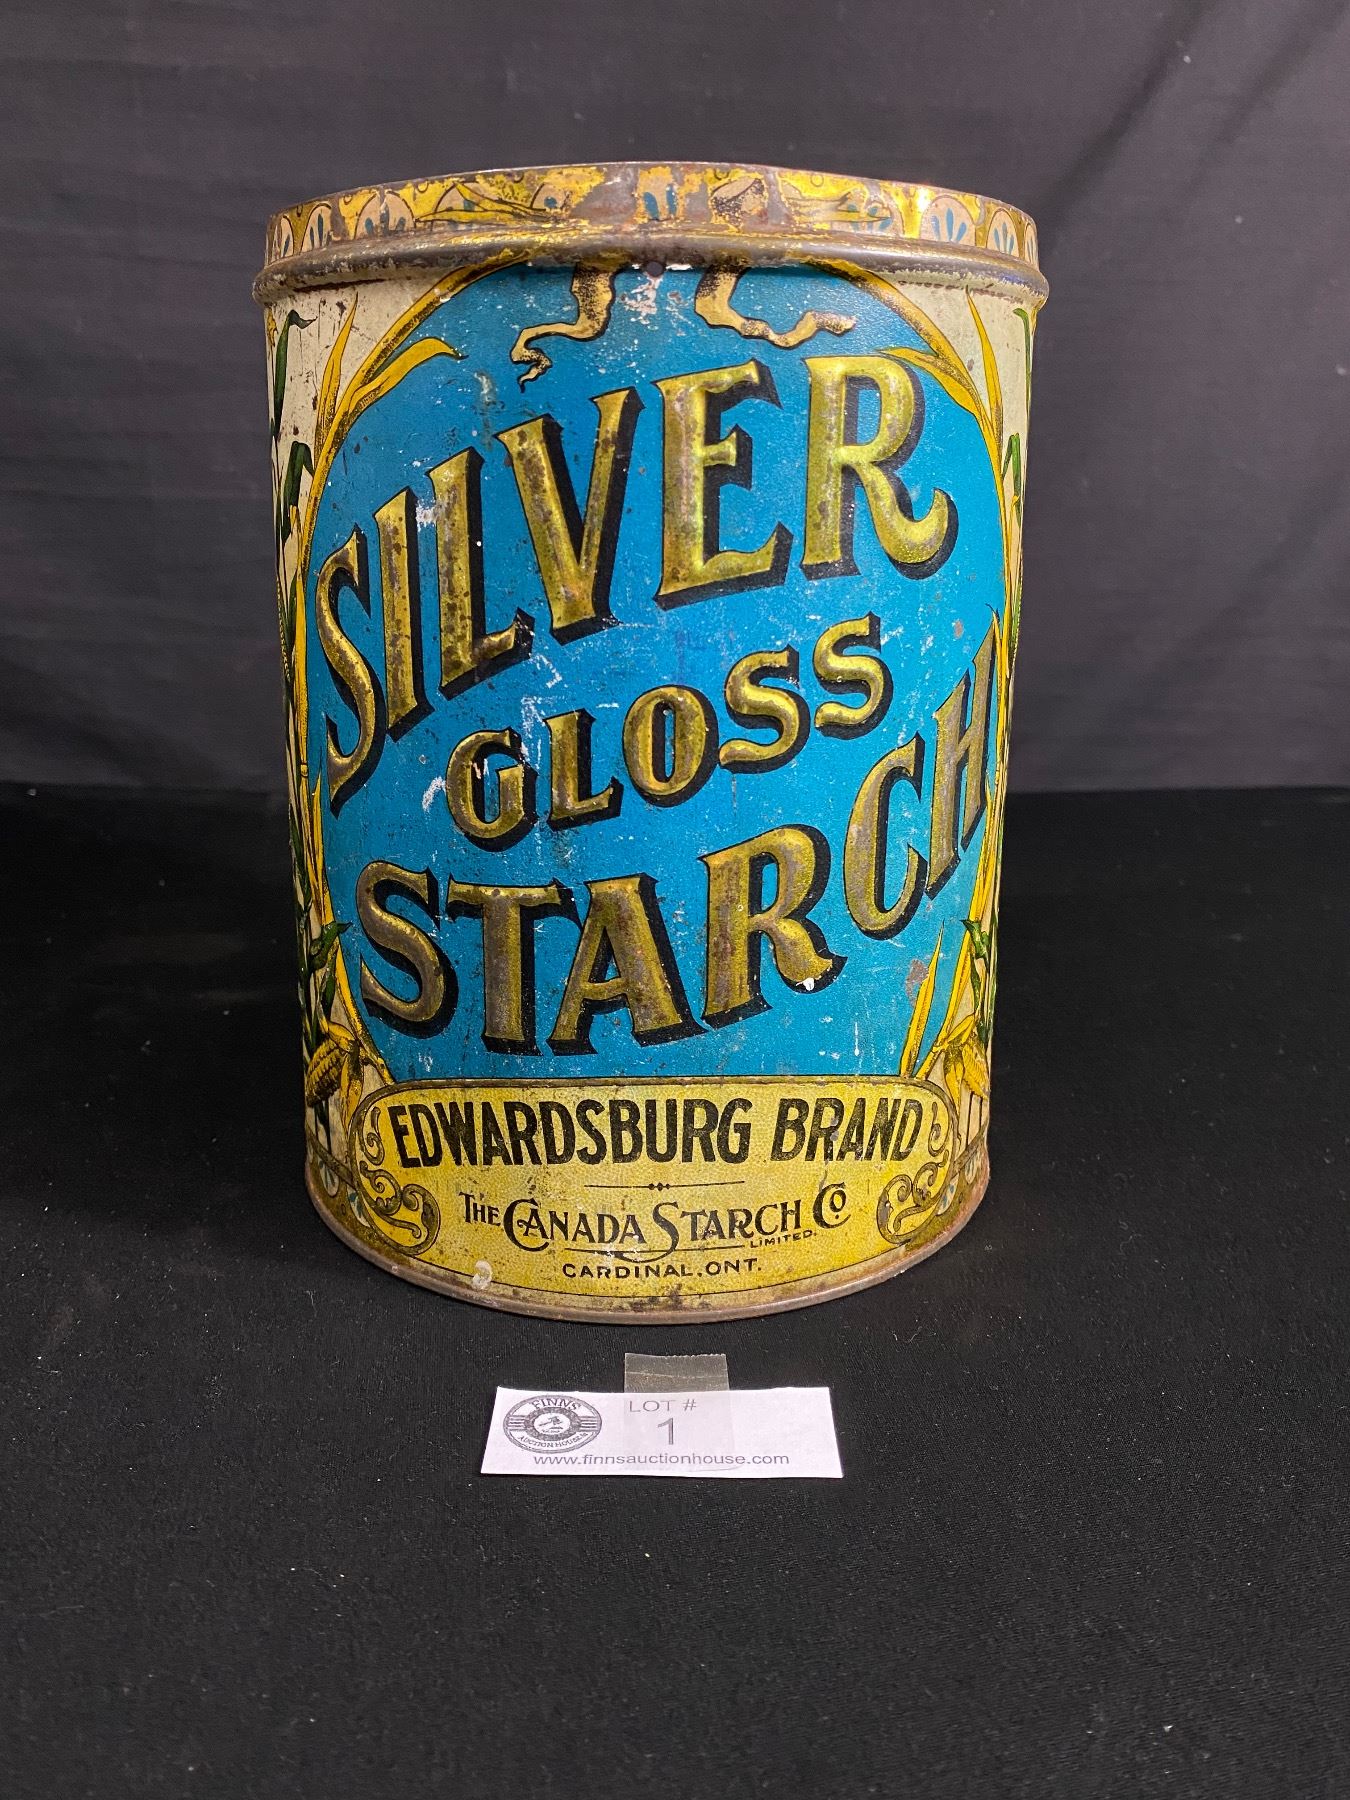 SILVER
GLOSS
STARCH
EDWARDSBURG BRAND
THE CANADA STARCH CO
LIMITED.
CARDINAL, ONT.
FINNS
AUCTION HOUSE
LOT #
1
www.finnsauctionhouse.com